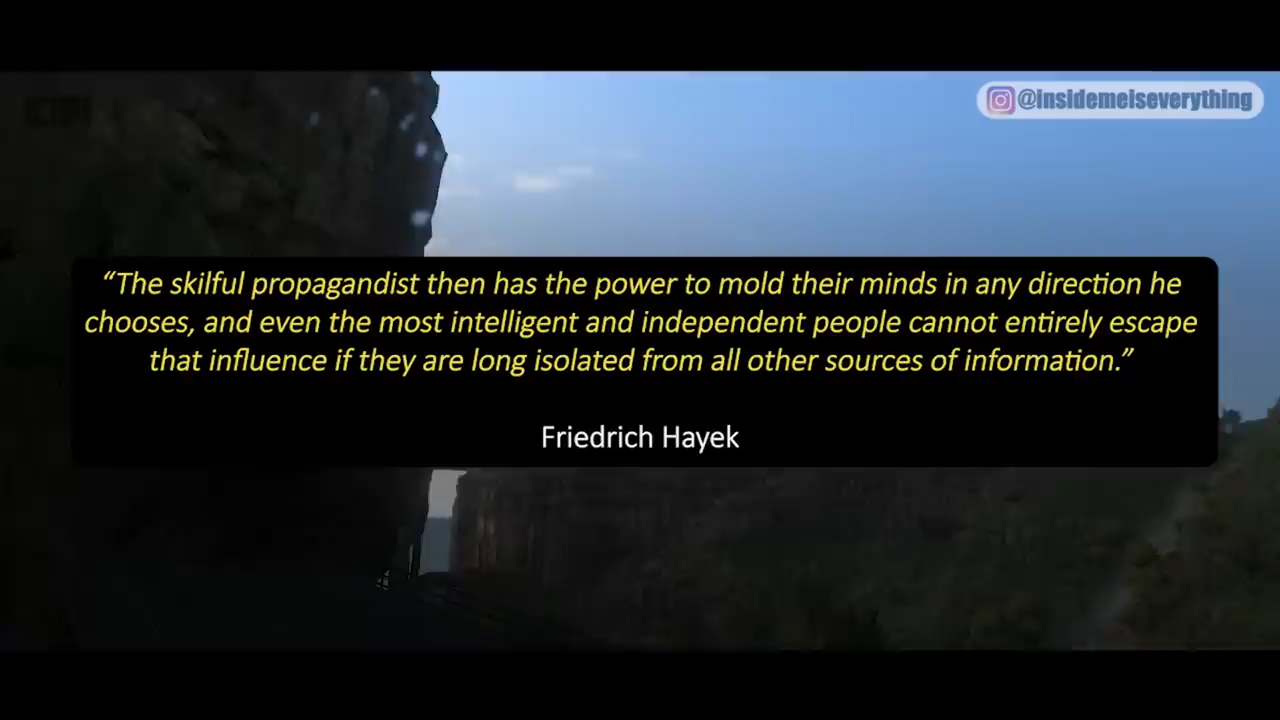 @insidemeiseverything
“The skilful propagandist then has the power to mold their minds in any direction he
chooses, and even the most intelligent and independent people cannot entirely escape
that influence if they are long isolated from all other sources of information.”
Friedrich Hayek